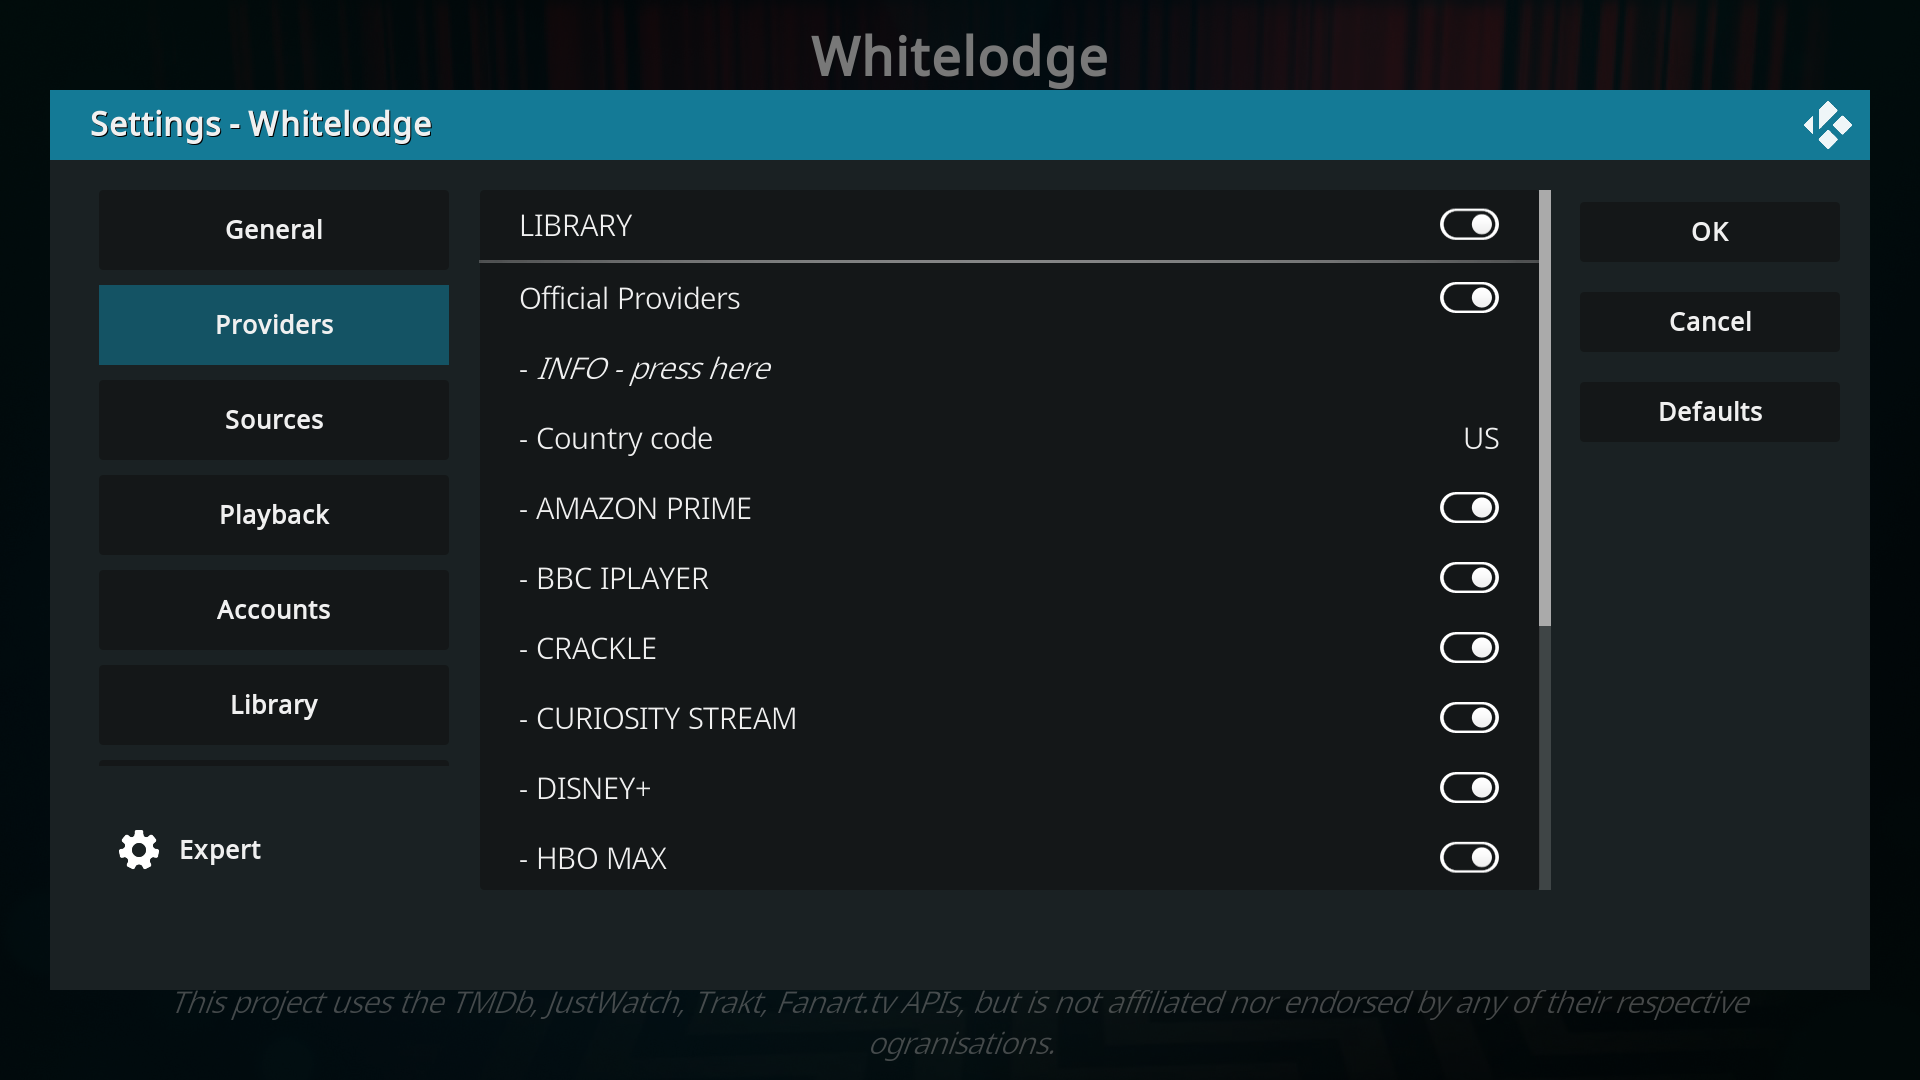 Whitelodge
Settings - Whitelodge
General
Providers
Sources
Playback
Accounts
Library
Expert
LIBRARY
Official Providers
- INFO - press here
- Country code US
- AMAZON PRIME
- BBC IPLAYER
- CRACKLE
- CURIOSITY STREAM
- DISNEY+
- HBO MAX
OK
Cancel
Defaults
This project uses the TMDb, JustWatch, Trakt, Fanart.tv APIs, but is not affiliated nor endorsed by any of their respective
ogranisations.